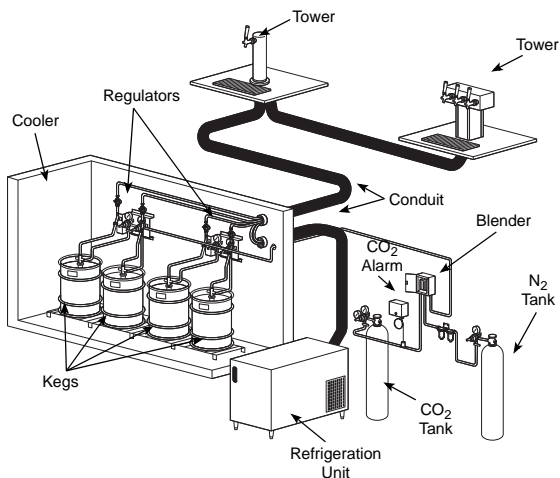 Tower
Tower
Regulators
Cooler
Conduit
Blender
CO2
Alarm
N2
Tank
Kegs
CO2
Tank
Refrigeration
Unit